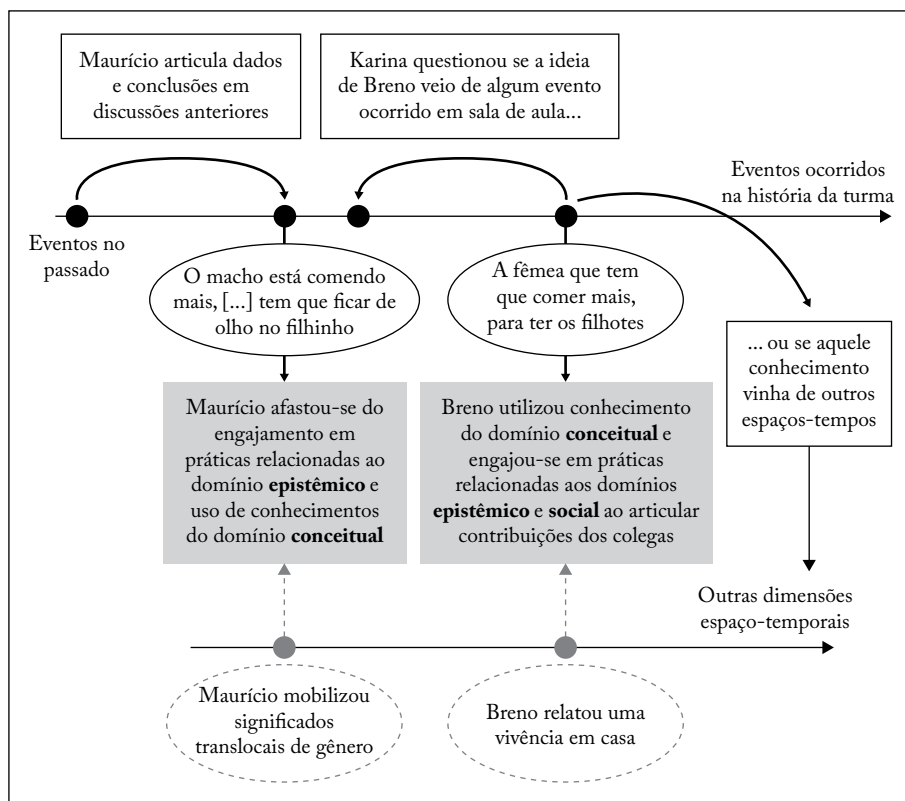 Maurício articula dados
e conclusões em
discussões anteriores
Karina questionou se a ideia
de Breno veio de algum evento
ocorrido em sala de aula...
Eventos ocorridos
na história da turma
Eventos no
passado
O macho está comendo
mais, [...] tem que ficar de
olho no filhinho
A fêmea que tem
que comer mais,
para ter os filhotes
... ou se aquele
conhecimento
vinha de outros
espaços-tempos
Maurício afastou-se do
engajamento em
práticas relacionadas ao
domínio epistêmico e
uso de conhecimentos
do domínio conceitual
Breno utilizou conhecimento
do domínio conceitual e
engajou-se em práticas
relacionadas aos domínios
epistêmico e social ao articular
contribuições dos colegas
Outras dimensões
espaço-temporais
Maurício mobilizou
significados
translocais de gênero
Breno relatou uma
vivência em casa